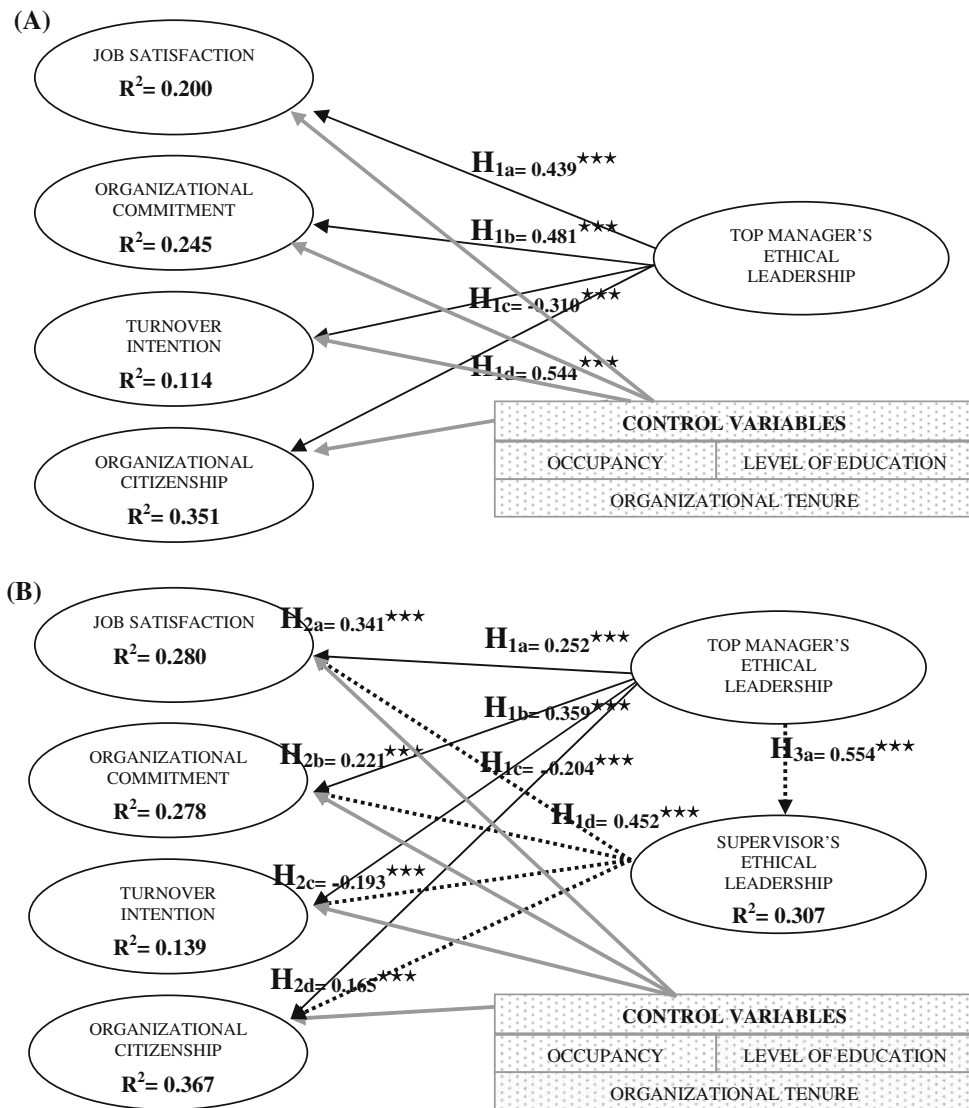 (A)
JOB SATISFACTION
R²= 0.200
H1a= 0.439★★★
ORGANIZATIONAL
COMMITMENT
R²= 0.245
H1b= 0.481★★★
TOP MANAGER'S
ETHICAL
LEADERSHIP
H1c= -0.310★★★
TURNOVER
INTENTION
R²= 0.114
H1d= 0.544★★★
CONTROL VARIABLES
OCCUPANCY
LEVEL OF EDUCATION
ORGANIZATIONAL TENURE
ORGANIZATIONAL
CITIZENSHIP
R²= 0.351
(B)
JOB SATISFACTION
R²= 0.280
H2a= 0.341★★★
H1a= 0.252★★★
TOP MANAGER'S
ETHICAL
LEADERSHIP
H1b= 0.359★★★
H3a= 0.554★★★
ORGANIZATIONAL
COMMITMENT
R²= 0.278
H2b= 0.221★★★
H1c= -0.204★★★
H1d= 0.452★★★
SUPERVISOR'S
ETHICAL
LEADERSHIP
R²= 0.307
TURNOVER
INTENTION
R²= 0.139
H2c= -0.193★★★
H2d= 0.165★★★
ORGANIZATIONAL
CITIZENSHIP
R²= 0.367
CONTROL VARIABLES
OCCUPANCY
LEVEL OF EDUCATION
ORGANIZATIONAL TENURE